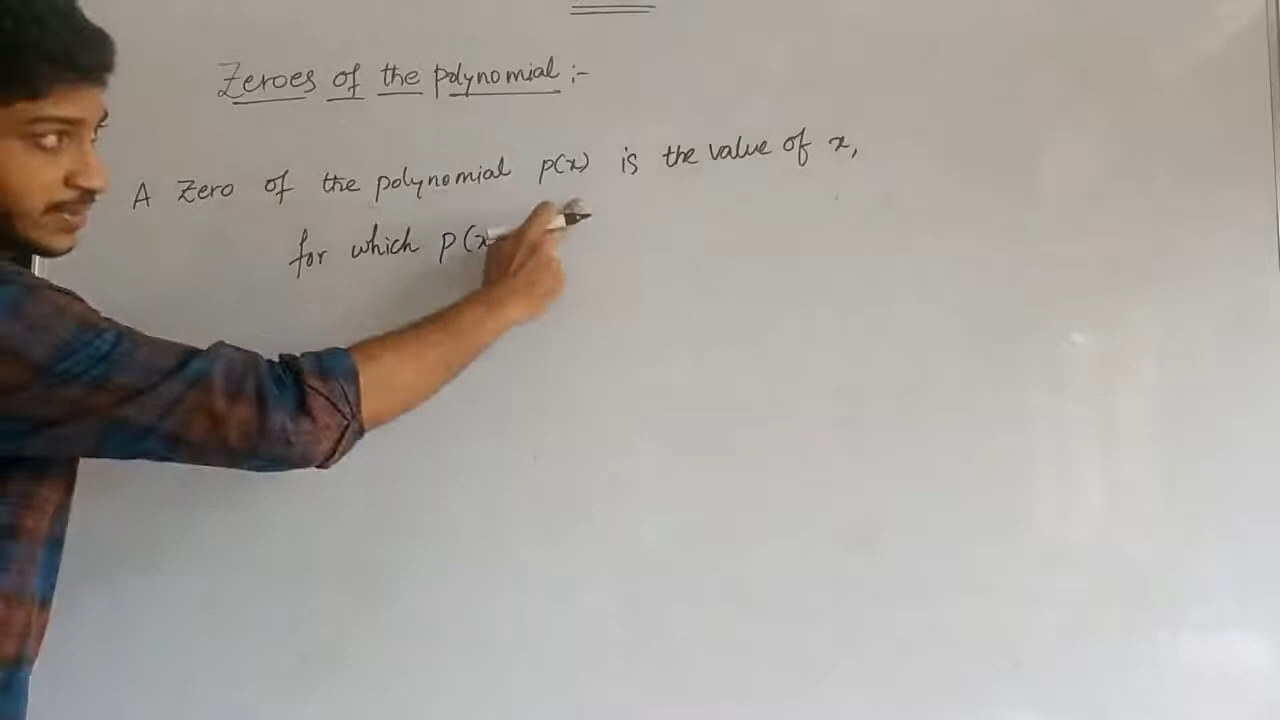 Zeroes of the polynomial :-
A Zero of the polynomial p(x) is the value of x,
for which p(x